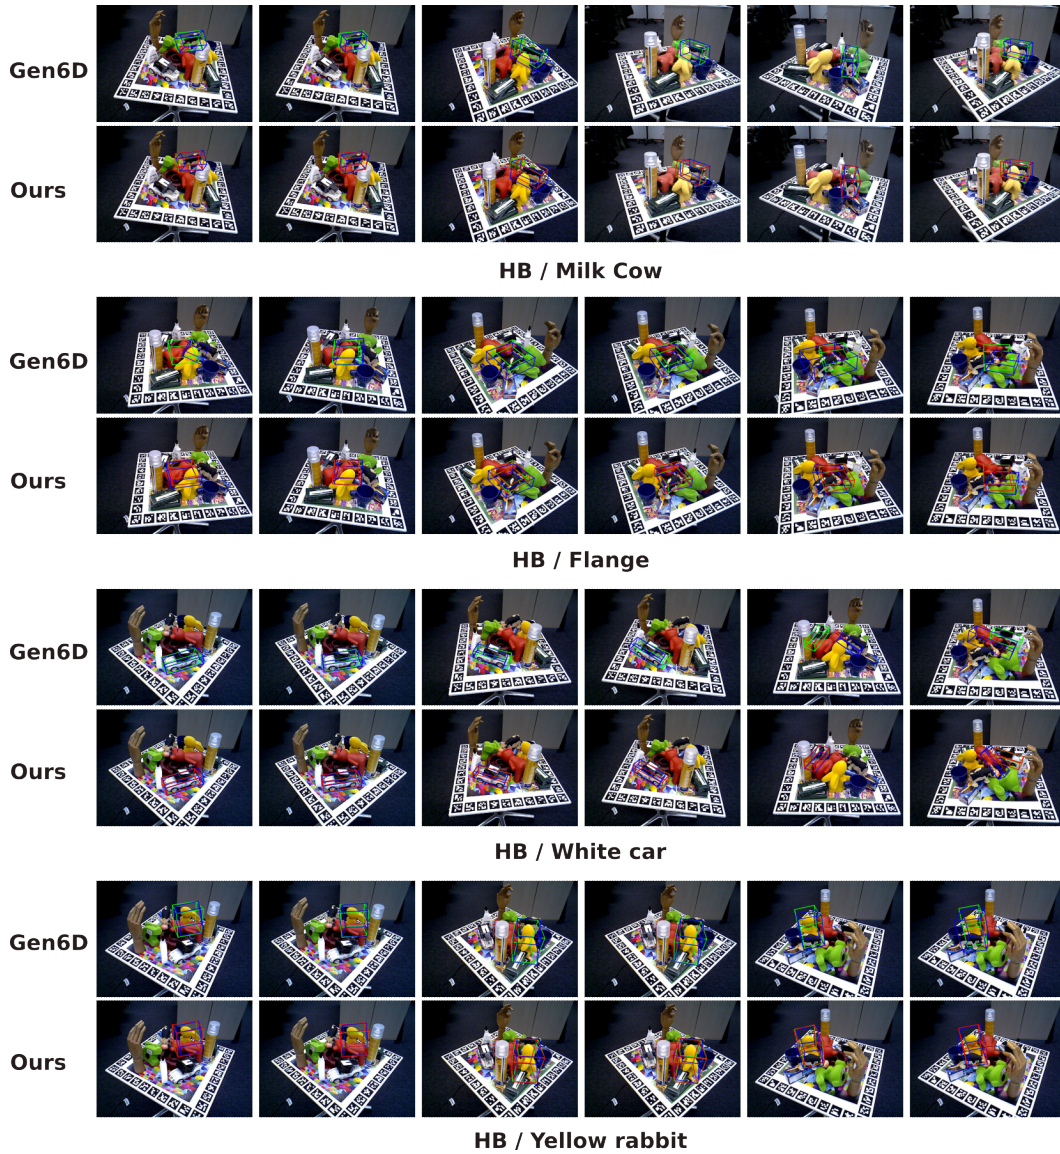 Gen6D
Ours
HB / Milk Cow
Gen6D
Ours
HB / Flange
Gen6D
Ours
HB / White car
Gen6D
Ours
HB / Yellow rabbit